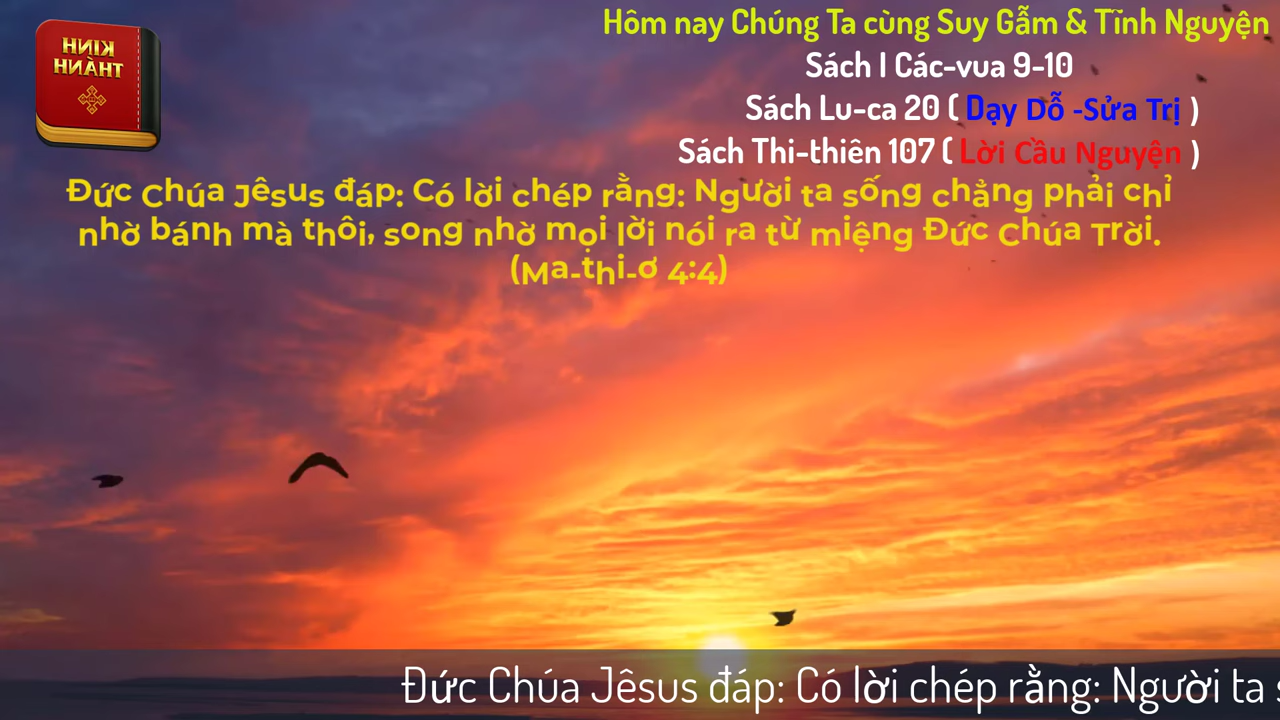 KINH
THÀNH
Hôm nay Chúng Ta cùng Suy Gẫm & Tĩnh Nguyện
Sách I Các-vua 9-10
Sách Lu-ca 20 ( Dạy Dỗ -Sửa Trị )
Sách Thi-thiên 107 ( Lời Cầu Nguyện )
Đức Chúa Jêsus đáp: Có lời chép rằng: Người ta sống chẳng phải chỉ
nhờ bánh mà thôi, song nhờ mọi lời nói ra từ miệng Đức Chúa Trời.
(Ma-thi-ơ 4:4)
Đức Chúa Jêsus đáp: Có lời chép rằng: Người ta